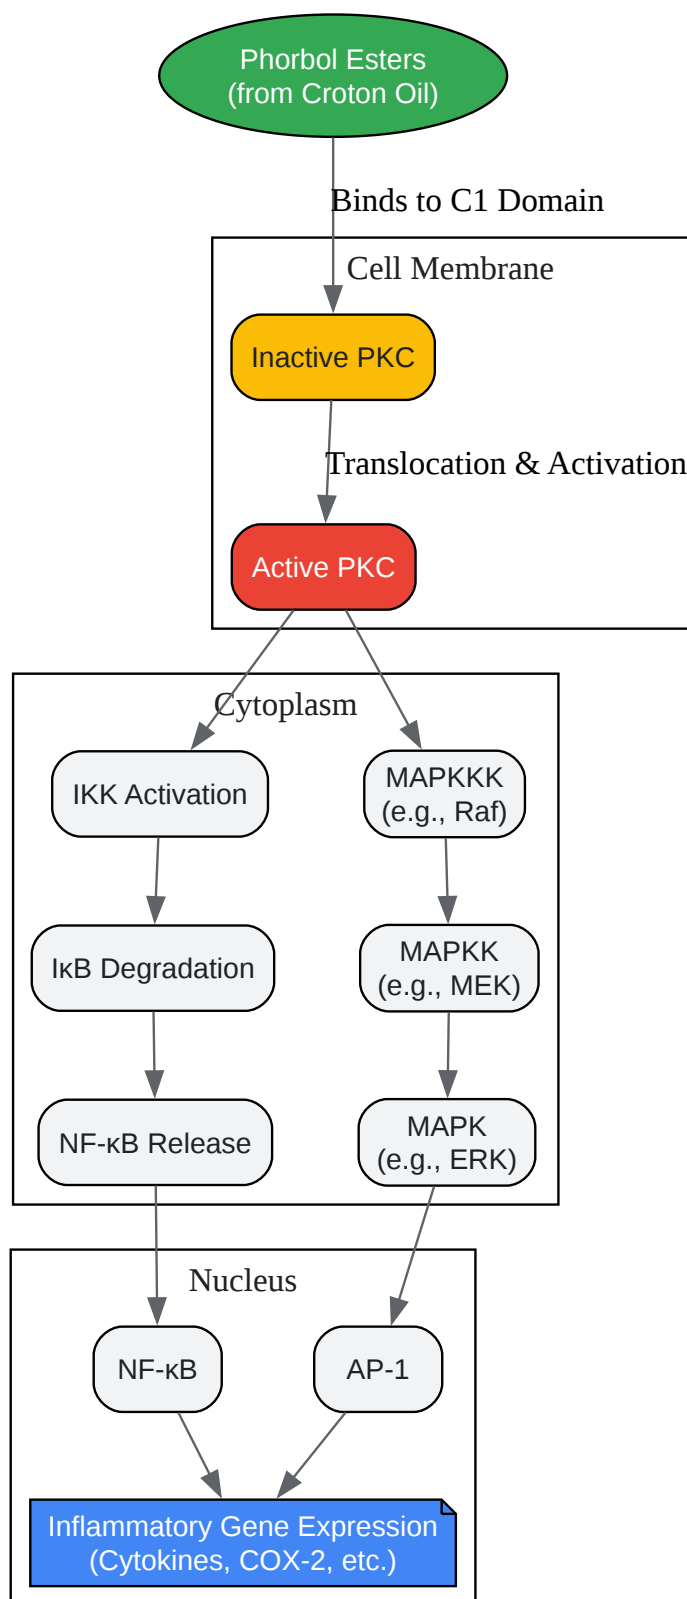 Phorbol Esters
(from Croton Oil)
Binds to C1 Domain
Cell Membrane
Inactive PKC
Translocation & Activation
Active PKC
Cytoplasm
IKK Activation
MAPKKK
(e.g., Raf)
IκB Degradation
MAPKK
(e.g., MEK)
NF-κB Release
MAPK
(e.g., ERK)
Nucleus
NF-κB
AP-1
Inflammatory Gene Expression
(Cytokines, COX-2, etc.)